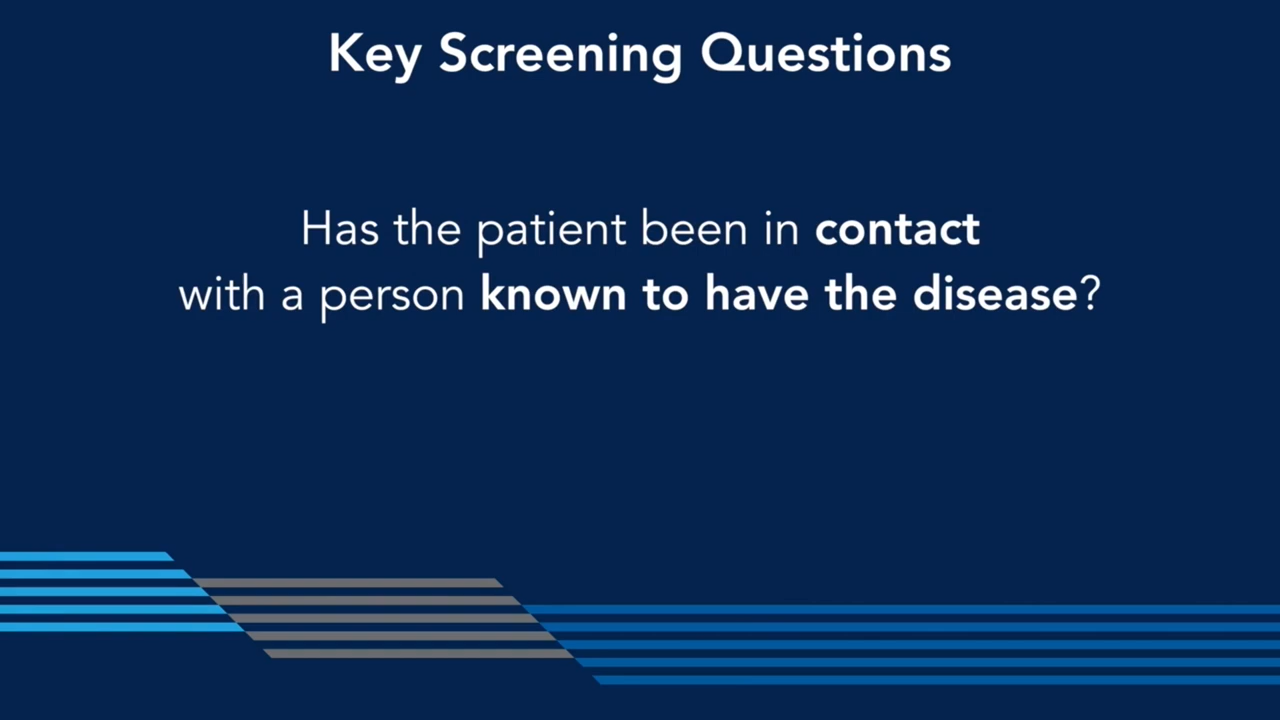 Key Screening Questions
Has the patient been in contact
with a person known to have the disease?